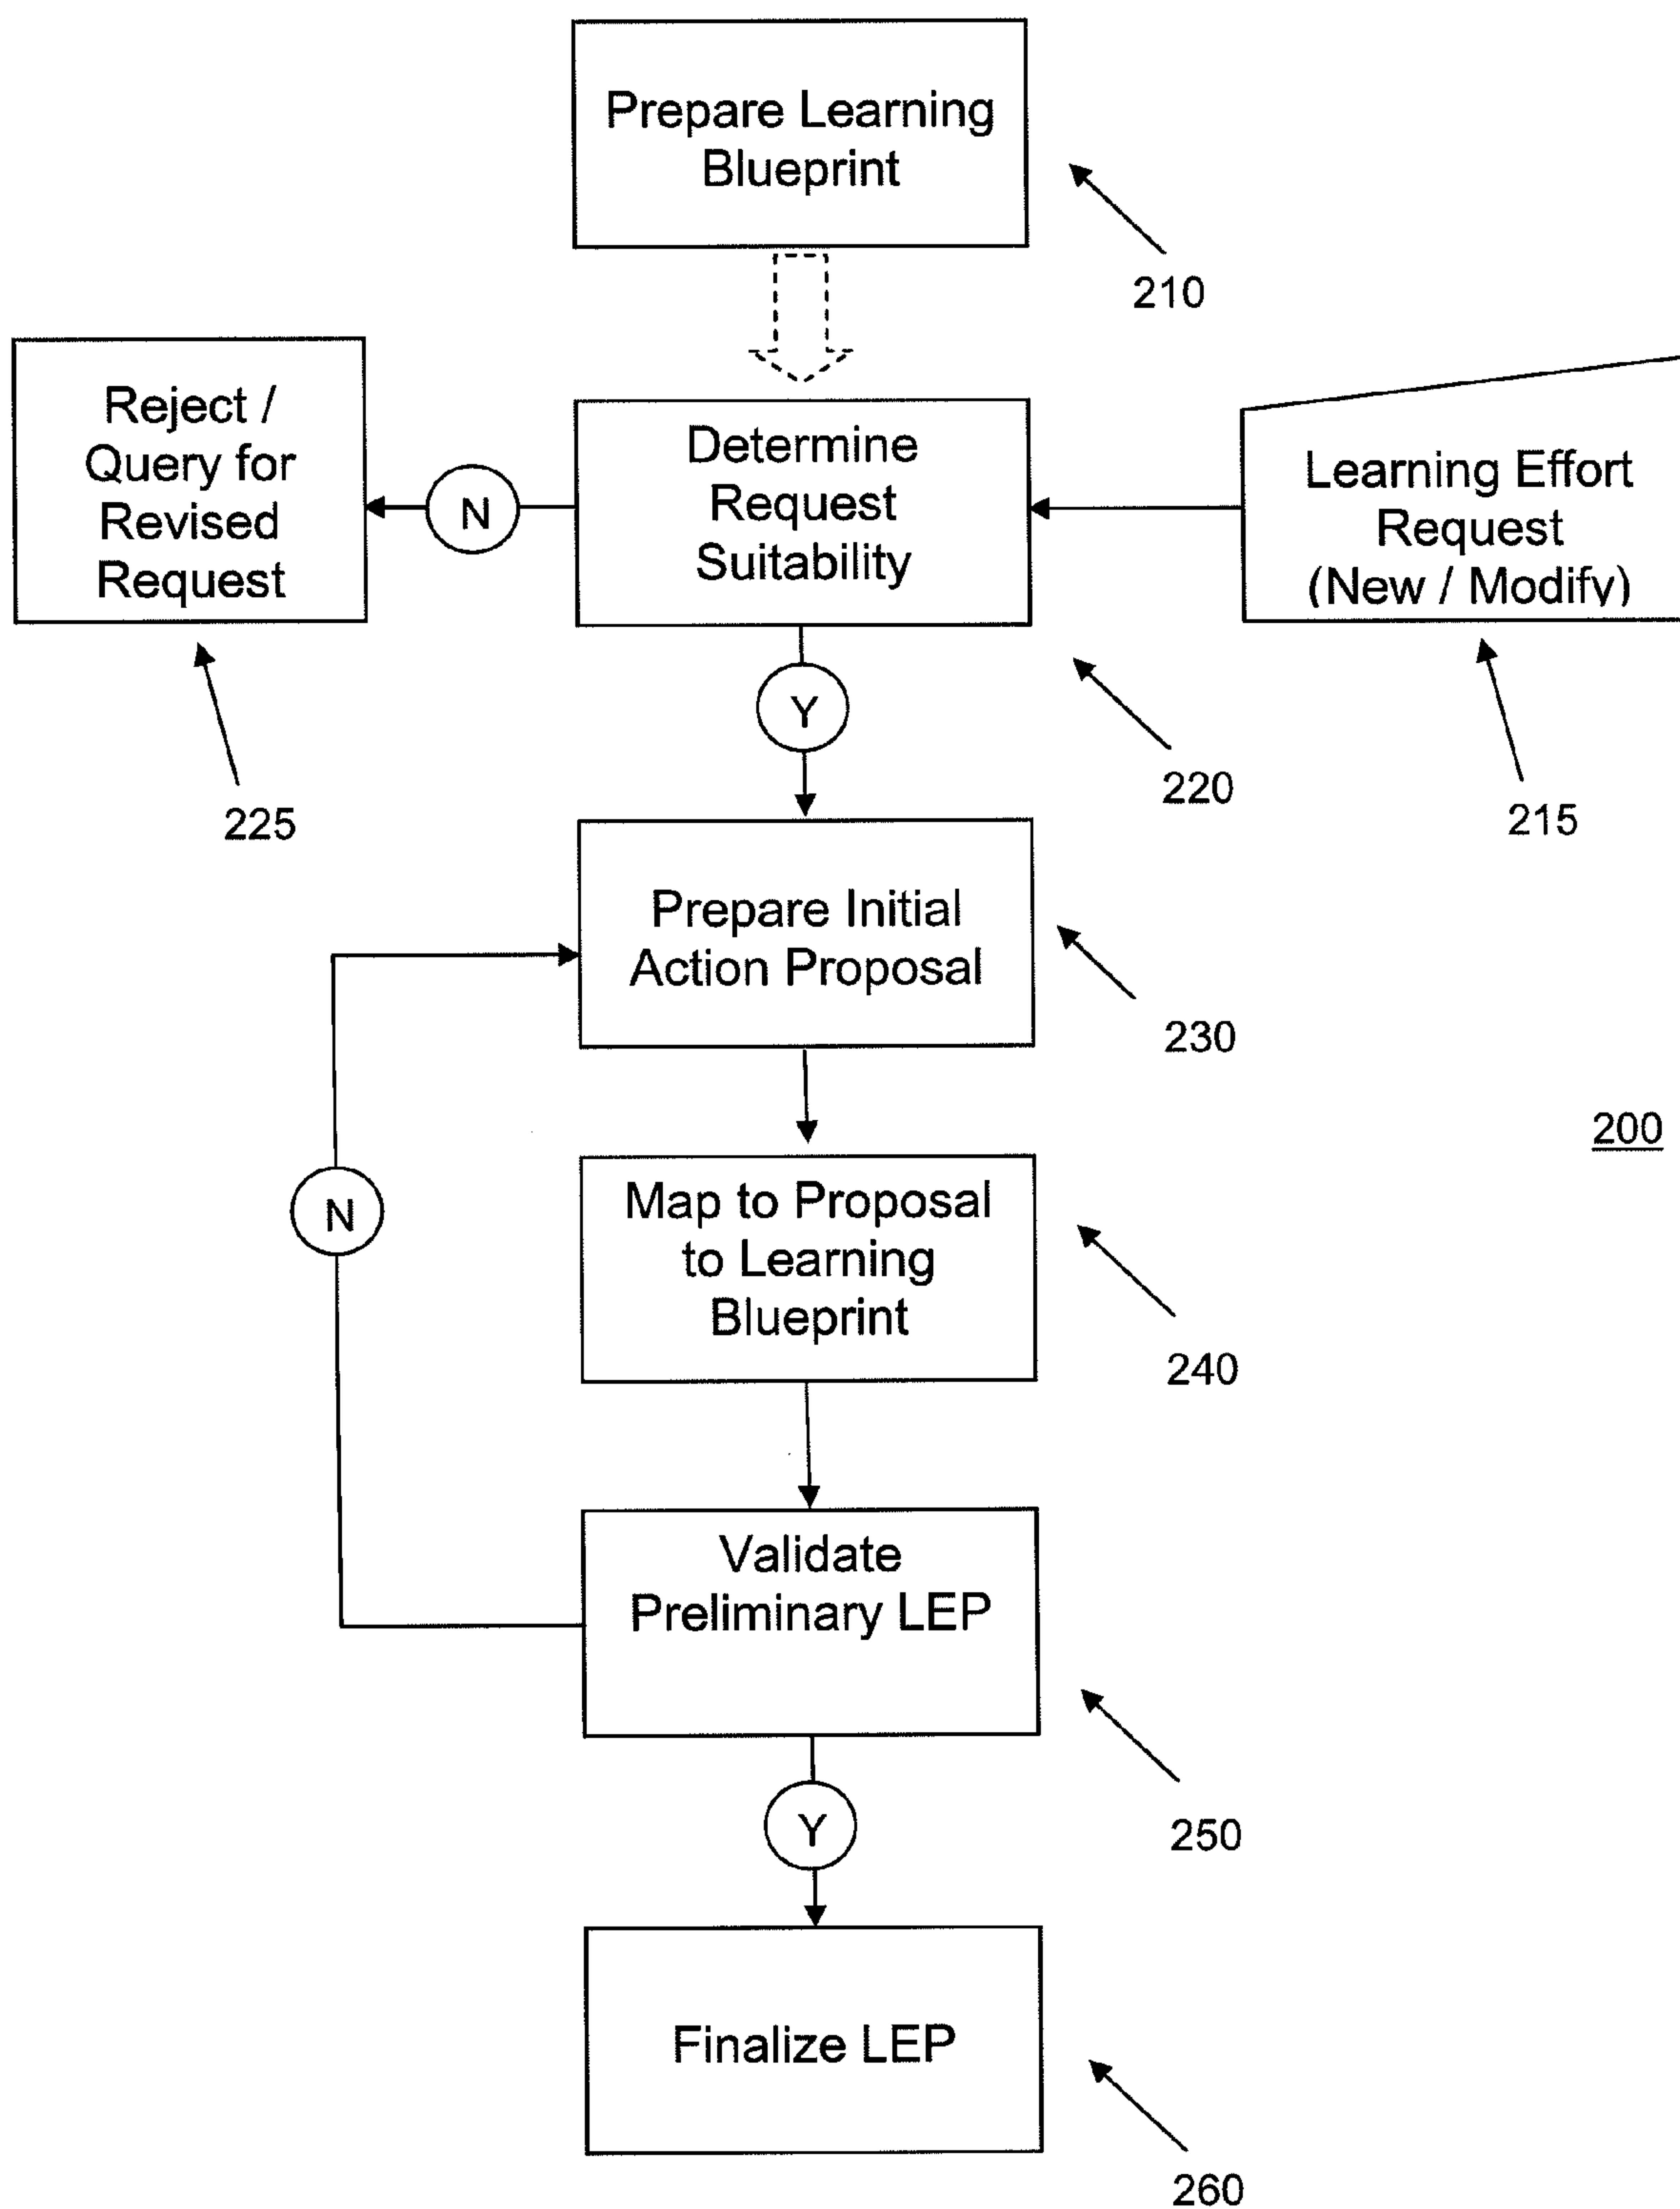 Prepare Learning
Blueprint
210
Reject /
Query for
Revised
Request
225
N
Determine
Request
Suitability
220
Learning Effort
Request
(New / Modify)
215
Y
Prepare Initial
Action Proposal
230
200
N
Map to Proposal
to Learning
Blueprint
240
Validate
Preliminary LEP
250
Y
Finalize LEP
260